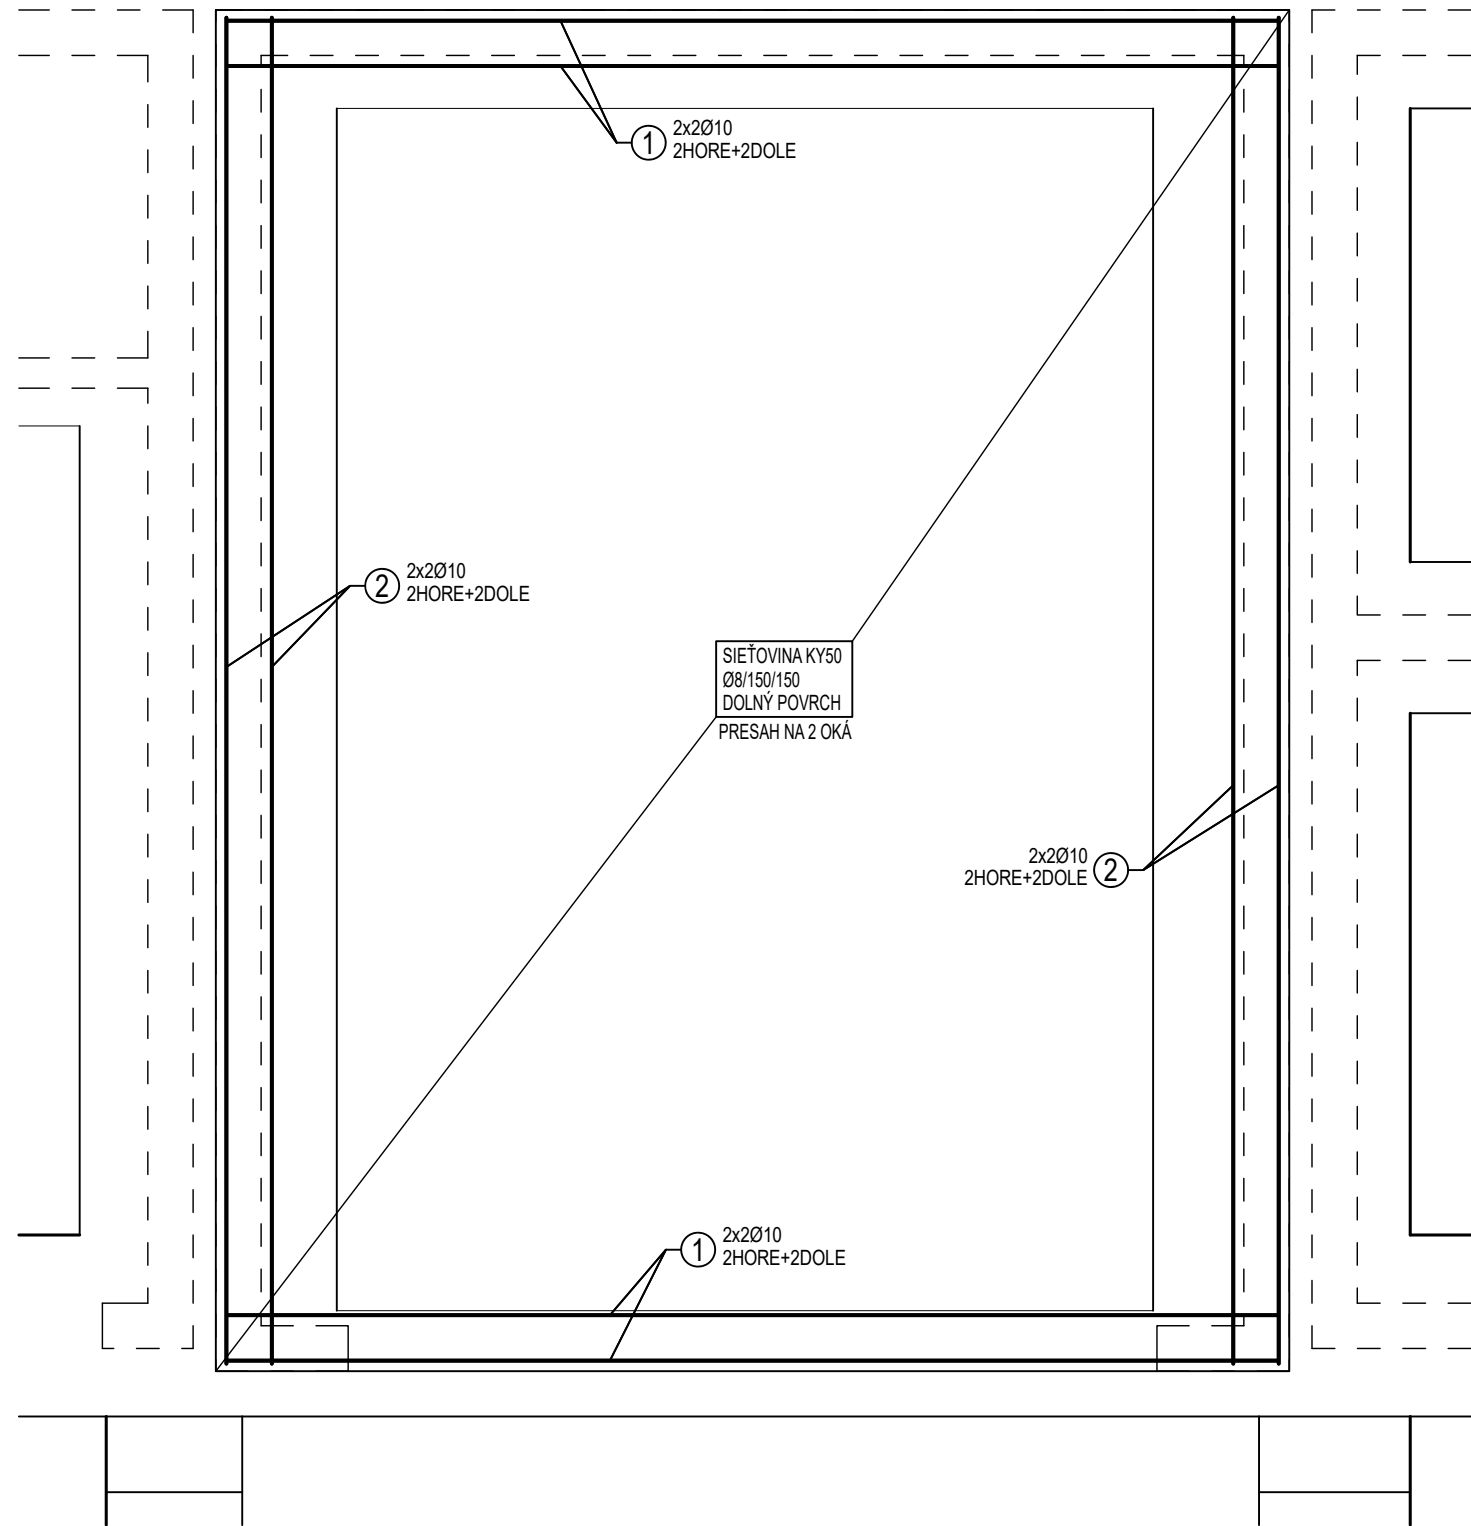 1
2x2Ø10
2HORE+2DOLE
2
2x2Ø10
2HORE+2DOLE
SIEŤOVINA KY50
Ø8/150/150
DOLNÝ POVRCH
PRESAH NA 2 OKÁ
2x2Ø10
2HORE+2DOLE
2
1
2x2Ø10
2HORE+2DOLE